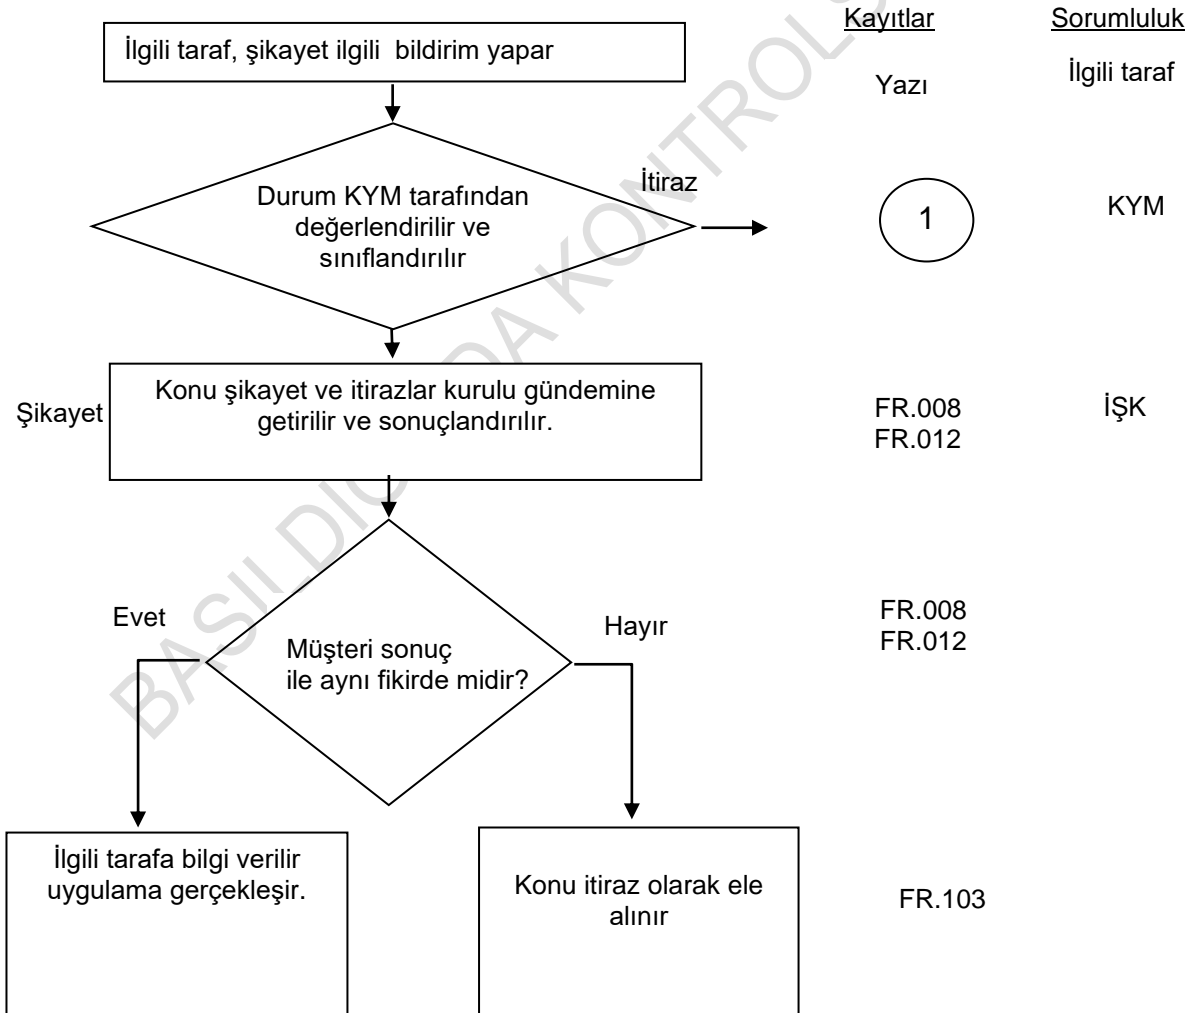 Kayıtlar Sorumluluk
İlgili taraf, şikayet ilgili bildirim yapar
Yazı
İlgili taraf
Durum KYM tarafından
değerlendirilir ve
sınıflandırılır
İtiraz
1
KYM
Şikayet
Konu şikayet ve itirazlar kurulu gündemine
getirilir ve sonuçlandırılır.
FR.008
FR.012
İŞK
Evet
Müşteri sonuç
ile aynı fikirde midir?
Hayır
FR.008
FR.012
İlgili tarafa bilgi verilir
uygulama gerçekleşir.
Konu itiraz olarak ele
alınır
FR.103